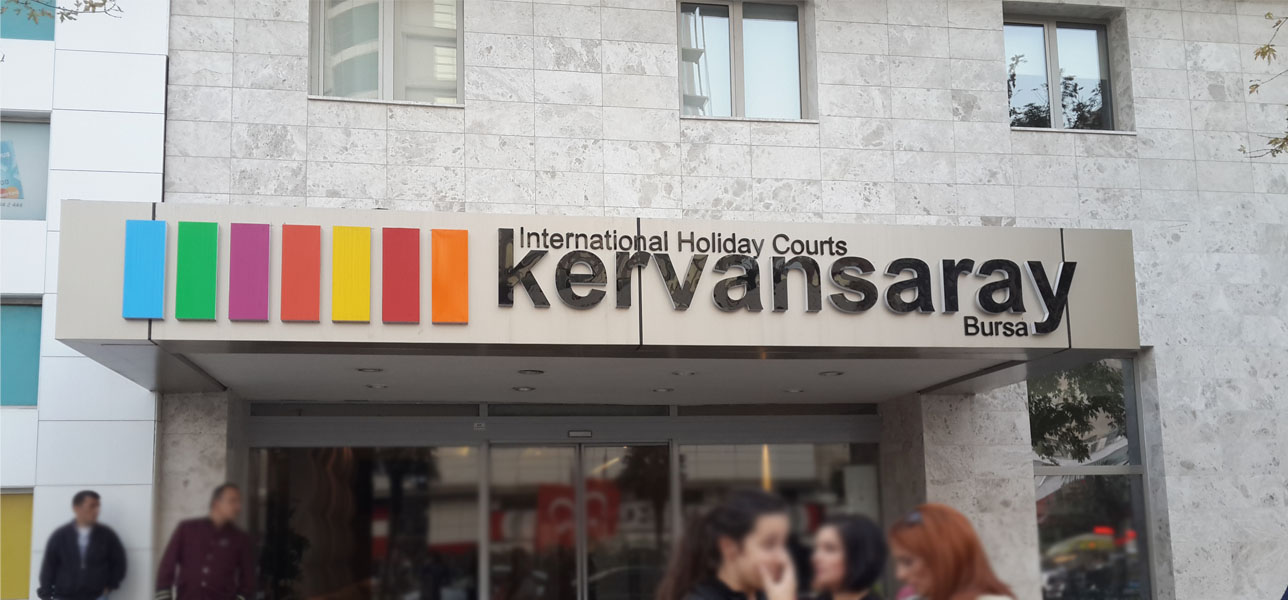 International Holiday Courts
kervansaray
Bursa